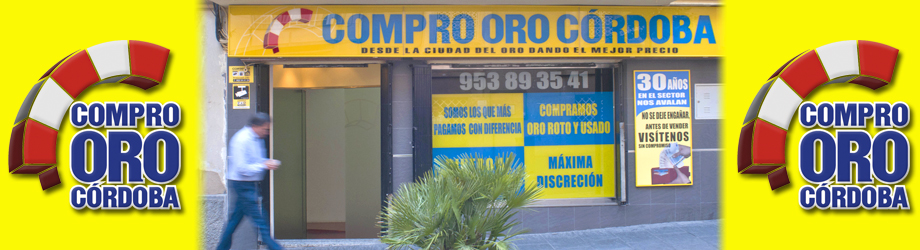 COMPRO
ORO
CÓRDOBA
COMPRO ORO CÓRDOBA
DESDE LA CIUDAD DEL ORO DANDO EL MEJOR PRECIO
953 89 35 41
SOMOS LOS QUE MÁS
PAGAMOS CON DIFERENCIA
COMPRAMOS
ORO ROTO Y USADO
MÁXIMA
DISCRECIÓN
30 AÑOS
EN EL SECTOR
NOS AVALAN
NO SE DEJE ENGAÑAR,
ANTES DE VENDER
VISÍTENOS
SIN COMPROMISO
COMPRO
ORO
CÓRDOBA